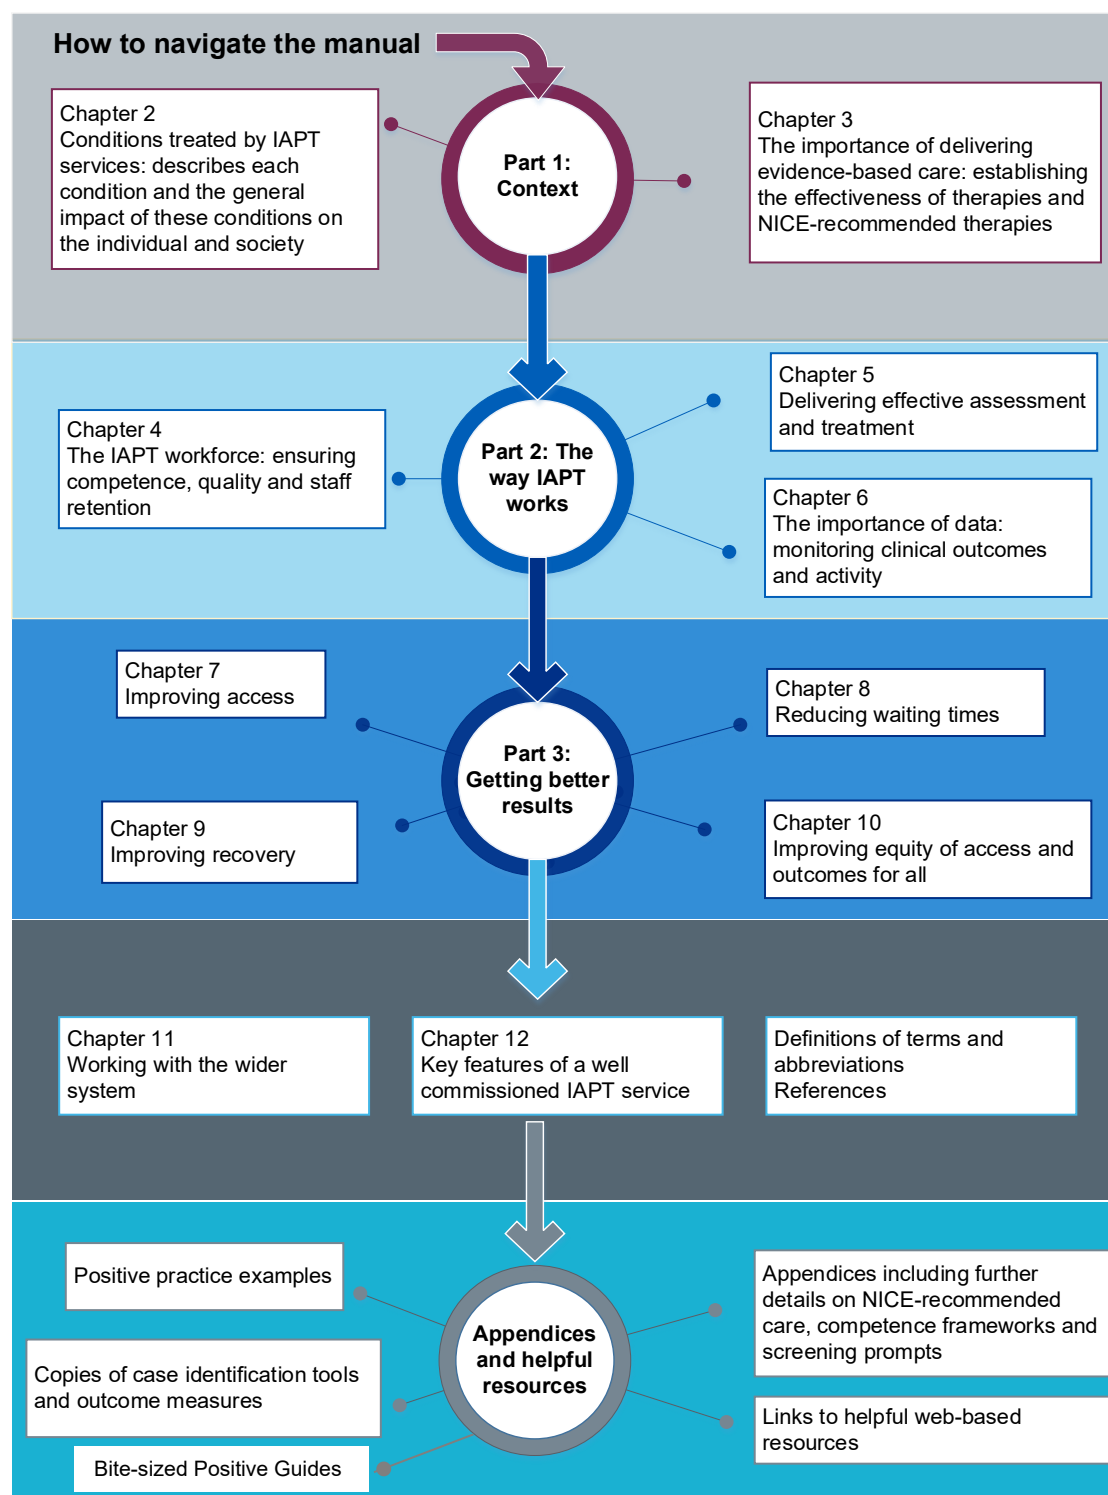 How to navigate the manual
Chapter 2
Conditions treated by IAPT
services: describes each
condition and the general
impact of these conditions on
the individual and society
Part 1:
Context
Chapter 3
The importance of delivering
evidence-based care: establishing
the effectiveness of therapies and
NICE-recommended therapies
Chapter 4
The IAPT workforce: ensuring
competence, quality and staff
retention
Part 2: The
way IAPT
works
Chapter 5
Delivering effective assessment
and treatment
Chapter 6
The importance of data:
monitoring clinical outcomes
and activity
Chapter 7
Improving access
Part 3:
Getting better
results
Chapter 8
Reducing waiting times
Chapter 9
Improving recovery
Chapter 10
Improving equity of access and
outcomes for all
Chapter 11
Working with the wider
system
Chapter 12
Key features of a well
commissioned IAPT service
Definitions of terms and
abbreviations
References
Positive practice examples
Copies of case identification tools
and outcome measures
Bite-sized Positive Guides
Appendices
and helpful
resources
Appendices including further
details on NICE-recommended
care, competence frameworks and
screening prompts
Links to helpful web-based
resources